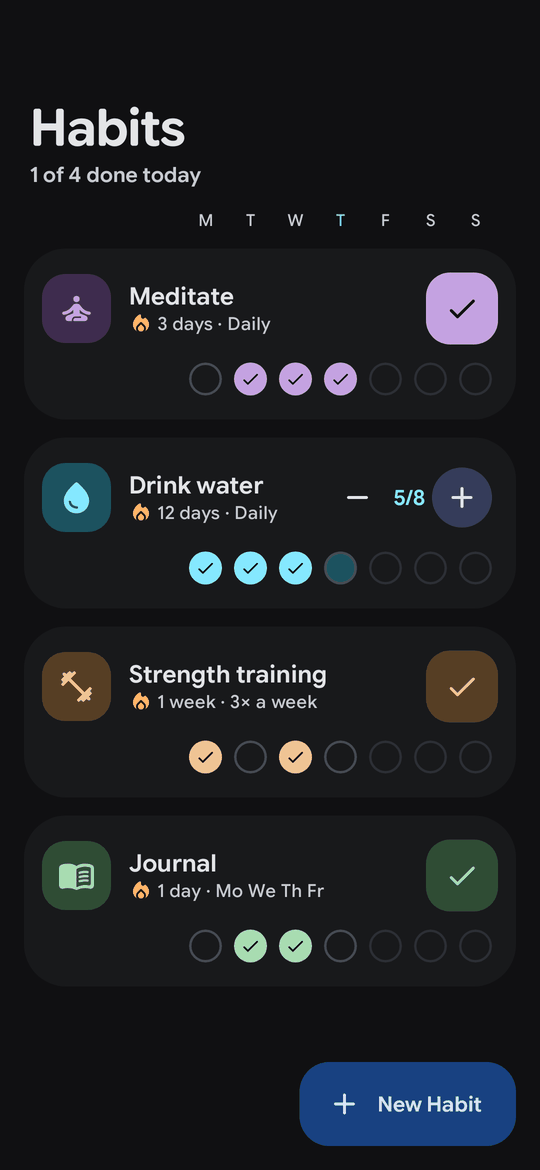 Habits
1 of 4 done today
M T W T F S S
Meditate
3 days · Daily
Drink water
12 days · Daily
5/8
Strength training
1 week · 3× a week
Journal
1 day · Mo We Th Fr
New Habit